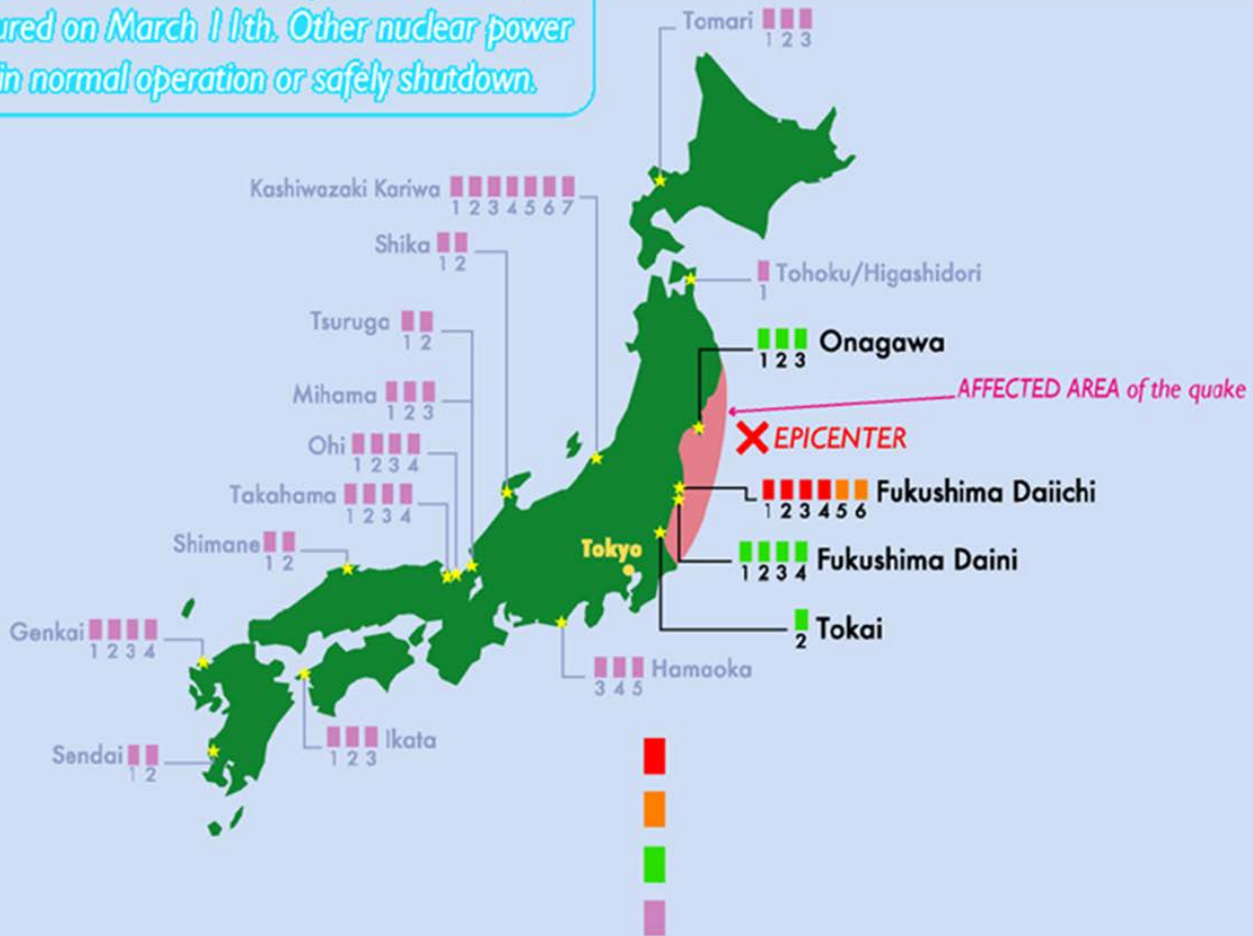 ured on March 11th. Other nuclear power
in normal operation or safely shutdown.
Tomari
1 2 3
Kashiwazaki Kariwa
1 2 3 4 5 6 7
Shika
1 2
Tohoku/Higashidori
1
Tsuruga
1 2
Onagawa
1 2 3
AFFECTED AREA of the quake
Mihama
1 2 3
EPICENTER
Ohi
1 2 3 4
Takahama
1 2 3 4
Fukushima Daiichi
1 2 3 4 5 6
Shimane
1 2
Tokyo
Fukushima Daini
1 2 3 4
Genkai
1 2 3 4
Tokai
2
Hamaoka
3 4 5
Ikata
1 2 3
Sendai
1 2